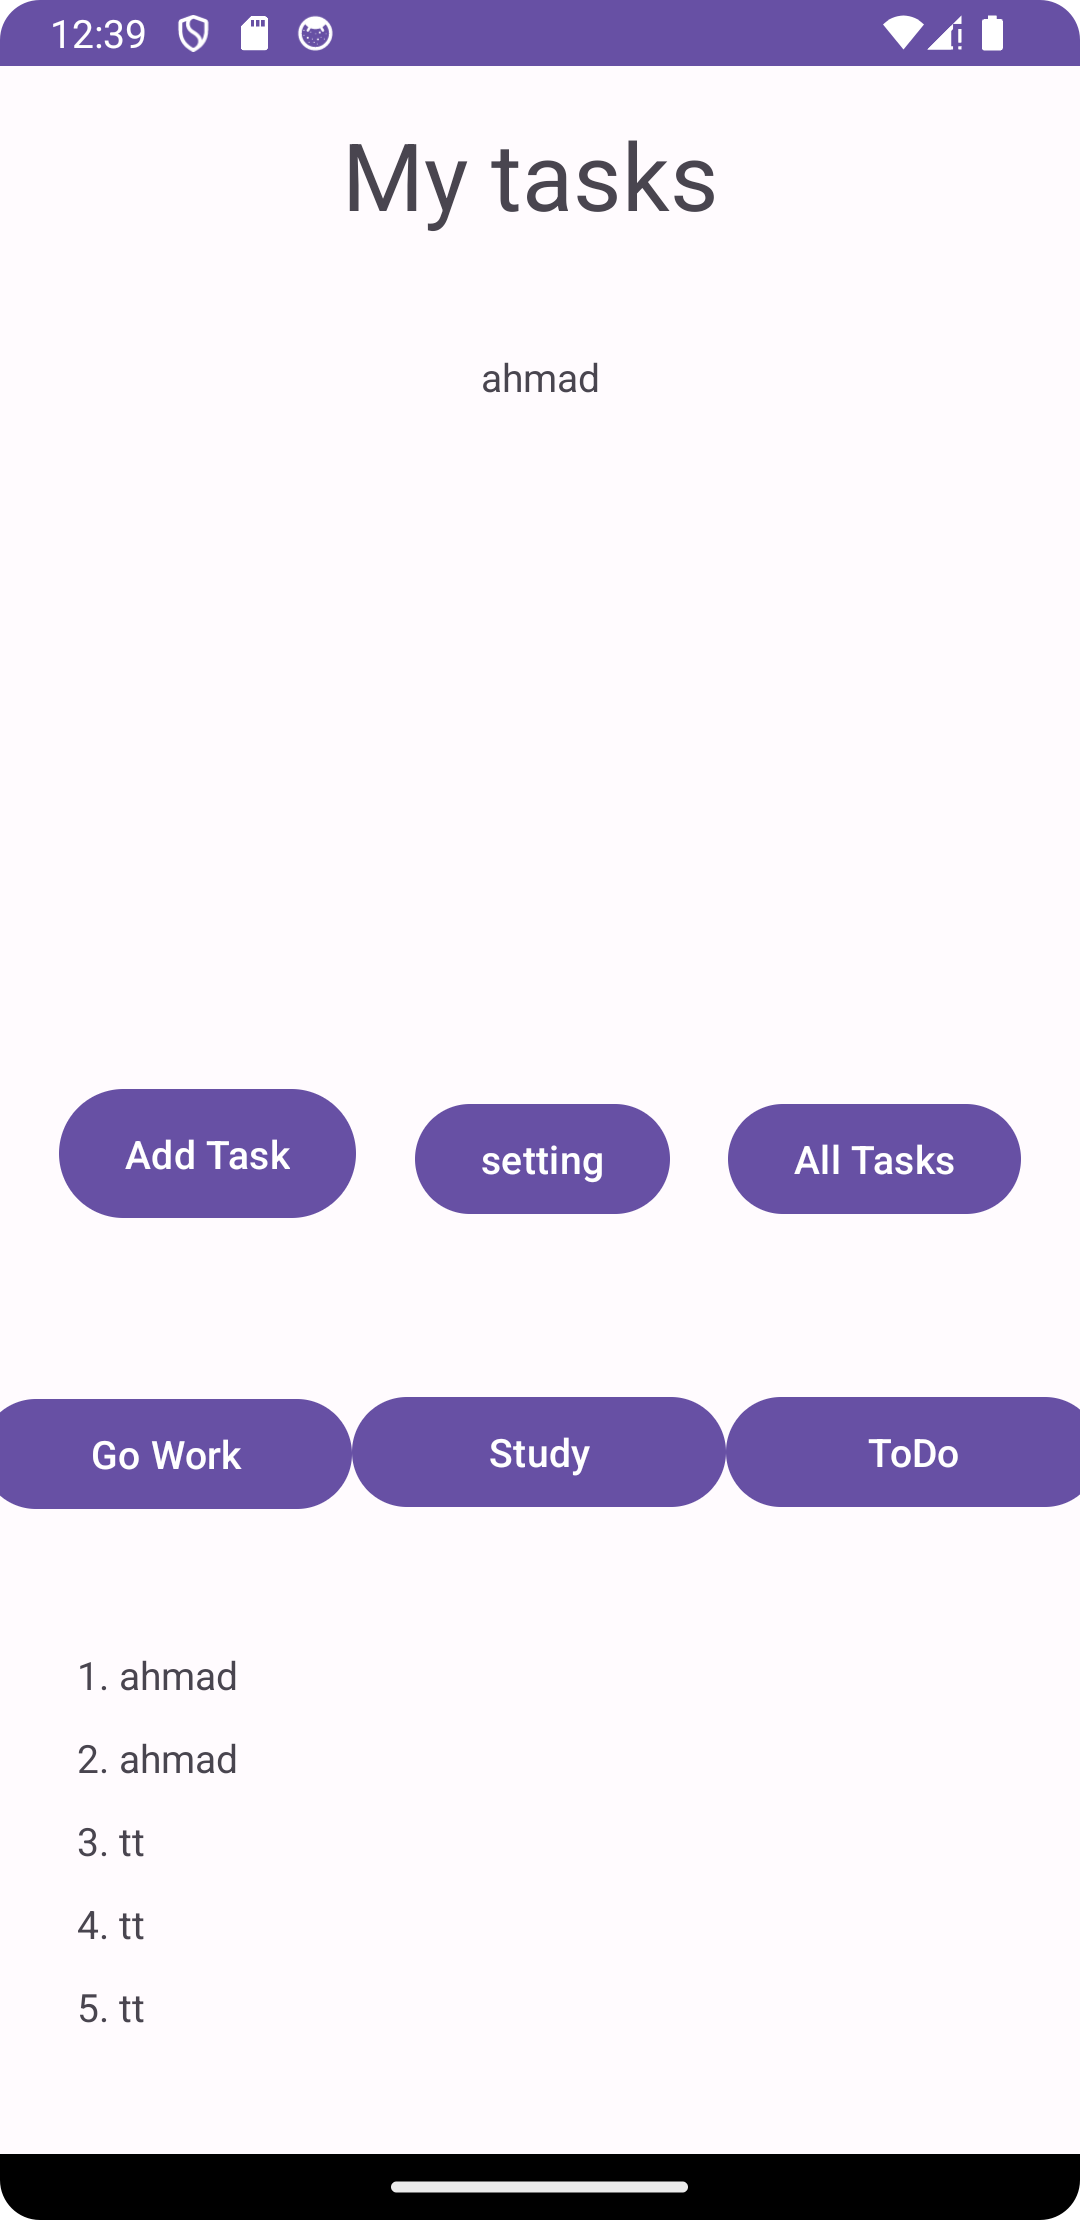 12:39
My tasks
ahmad
Add Task
setting
All Tasks
Go Work
Study
ToDo
1. ahmad
2. ahmad
3. tt
4. tt
5. tt